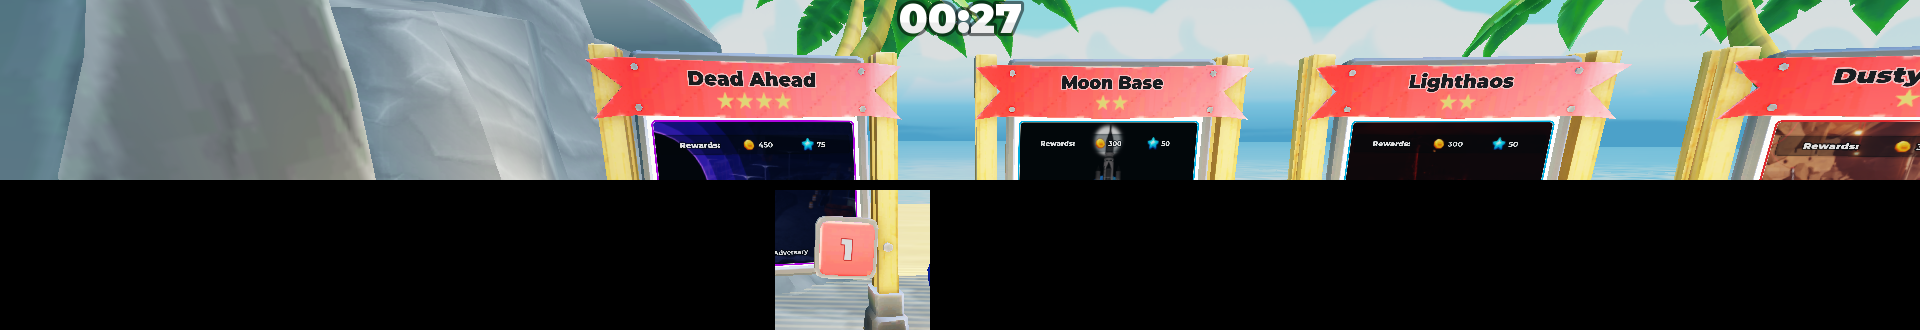 00:27
Dead Ahead
Rewards: 450 75
Moon Base
Rewards: 300 50
Lighthaos
Rewards: 300 50
Dusty
Rewards:
Adversary
1